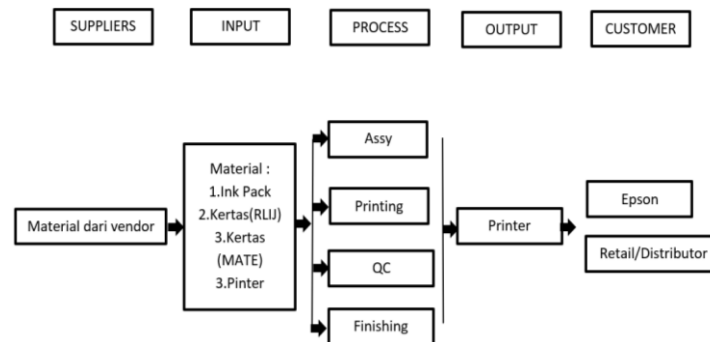 SUPPLIERS
INPUT
PROCESS
OUTPUT
CUSTOMER
Material dari vendor
Material :
1.Ink Pack
2.Kertas(RLIJ)
3.Kertas
(MATE)
3.Pinter
Assy
Printing
QC
Finishing
Printer
Epson
Retail/Distributor